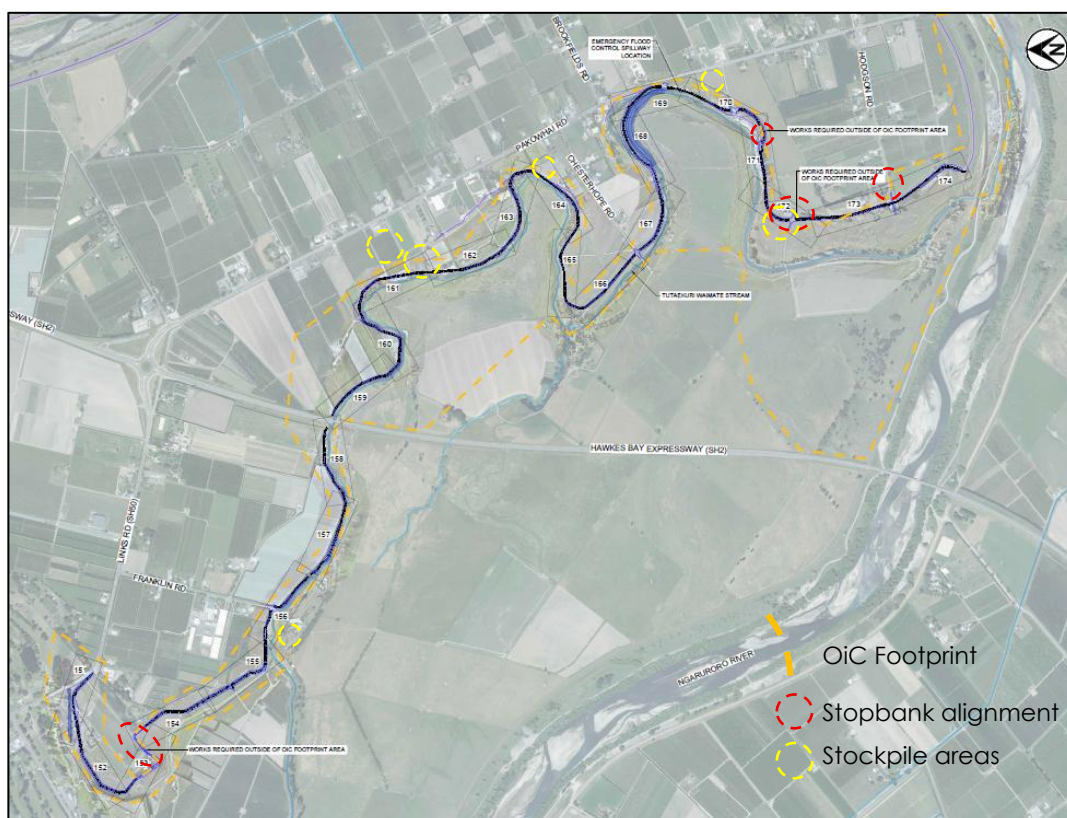 EMERGENCY FLOOD
CONTROL SPILLWAY
LOCATION
BROOKFIELDS RD
HODGSON RD
N
PAKOWHAI RD
169
170
168
WORKS REQUIRED OUTSIDE OF OIC FOOTPRINT AREA
171
CHESTERHOPE RD
WORKS REQUIRED OUTSIDE
OF OIC FOOTPRINT AREA
174
163
164
172
173
167
162
165
161
166
TUTAEKURI WAIMATE STREAM
SWAY (SH2)
160
159
HAWKES BAY EXPRESSWAY (SH2)
158
LINKS RD (SH50)
157
FRANKLIN RD
156
155
NGARURORO RIVER
OiC Footprint
15
154
Stopbank alignment
WORKS REQUIRED OUTSIDE OF OIC FOOTPRINT AREA
153
152
Stockpile areas